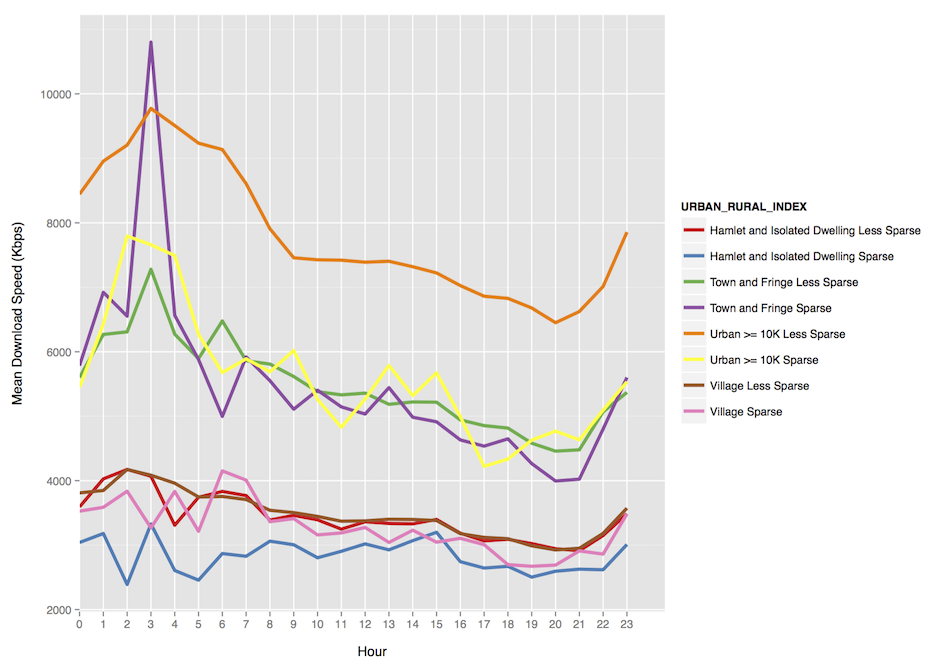 Mean Download Speed (Kbps)
10000
8000
6000
4000
2000
0 1 2 3 4 5 6 7 8 9 10 11 12 13 14 15 16 17 18 19 20 21 22 23
Hour
URBAN_RURAL_INDEX
Hamlet and Isolated Dwelling Less Sparse
Hamlet and Isolated Dwelling Sparse
Town and Fringe Less Sparse
Town and Fringe Sparse
Urban >= 10K Less Sparse
Urban >= 10K Sparse
Village Less Sparse
Village Sparse